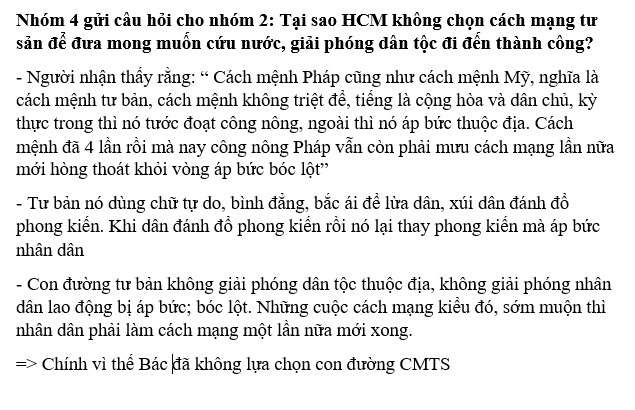 Nhóm 4 gửi câu hỏi cho nhóm 2: Tại sao HCM không chọn cách mạng tư
sản để đưa mong muốn cứu nước, giải phóng dân tộc đi đến thành công?
- Người nhận thấy rằng: “ Cách mệnh Pháp cũng như cách mệnh Mỹ, nghĩa là
cách mệnh tư bản, cách mệnh không triệt để, tiếng là cộng hòa và dân chủ, kỳ
thực trong thì nó tước đoạt công nông, ngoài thì nó áp bức thuộc địa. Cách
mệnh đã 4 lần rồi mà nay công nông Pháp vẫn còn phải mưu cách mạng lần nữa
mới hòng thoát khỏi vòng áp bức bóc lột”
- Tư bản nó dùng chữ tự do, bình đẳng, bắc ái để lừa dân, xúi dân đánh đổ
phong kiến. Khi dân đánh đổ phong kiến rồi nó lại thay phong kiến mà áp bức
nhân dân
- Con đường tư bản không giải phóng dân tộc thuộc địa, không giải phóng nhân
dân lao động bị áp bức; bóc lột. Những cuộc cách mạng kiểu đó, sớm muộn thì
nhân dân phải làm cách mạng một lần nữa mới xong.
=> Chính vì thế Bác đã không lựa chọn con đường CMTS